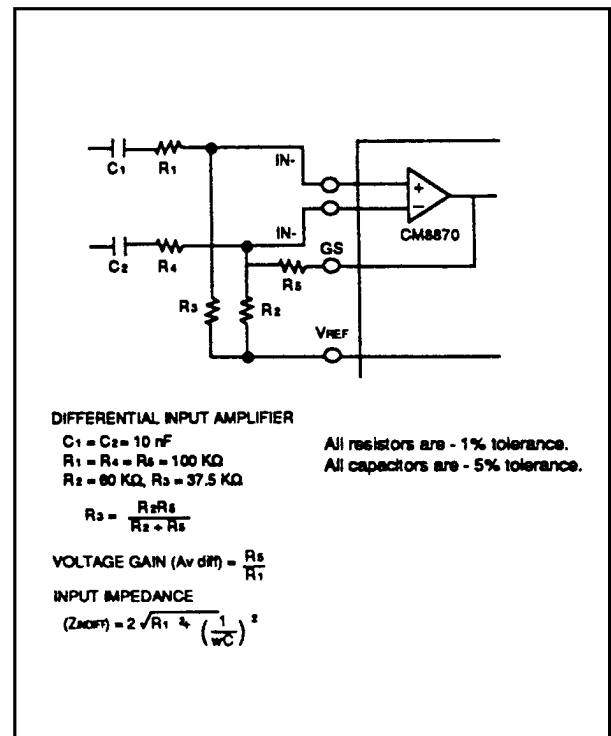 C1
R1
IN-
+
−
CM8870
IN-
C2
R4
GS
R5
R3
R2
VREF
DIFFERENTIAL INPUT AMPLIFIER
C1 = C2 = 10 nF
R1 = R4 = R5 = 100 KΩ
R2 = 60 KΩ, R3 = 37.5 KΩ
R3 = R2R5 / R2 + R5
VOLTAGE GAIN (Av diff) = R5 / R1
INPUT IMPEDANCE
(ZINDIFF) = 2 √R1 2+ (1/wC) 2
All resistors are - 1% tolerance.
All capacitors are - 5% tolerance.